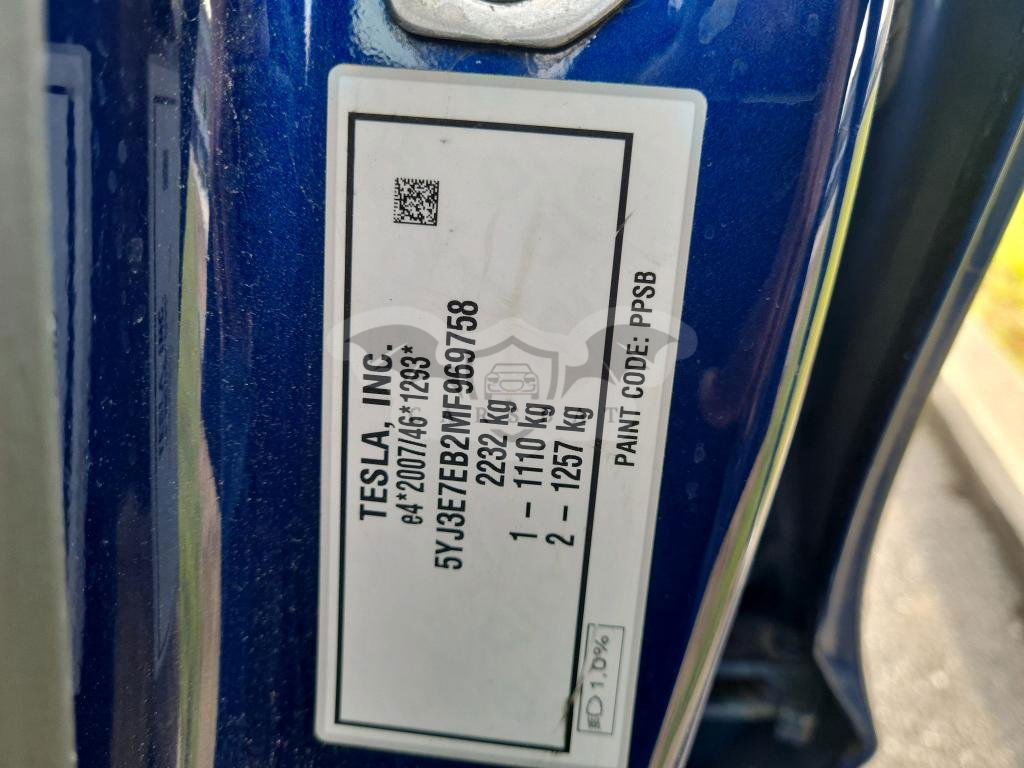 TESLA, INC.
e4*2007/46*1293*
5YJ3E7EB2MF969758
2232 kg
1 – 1110 kg
2 – 1257 kg
PAINT CODE: PPSB
1.0%